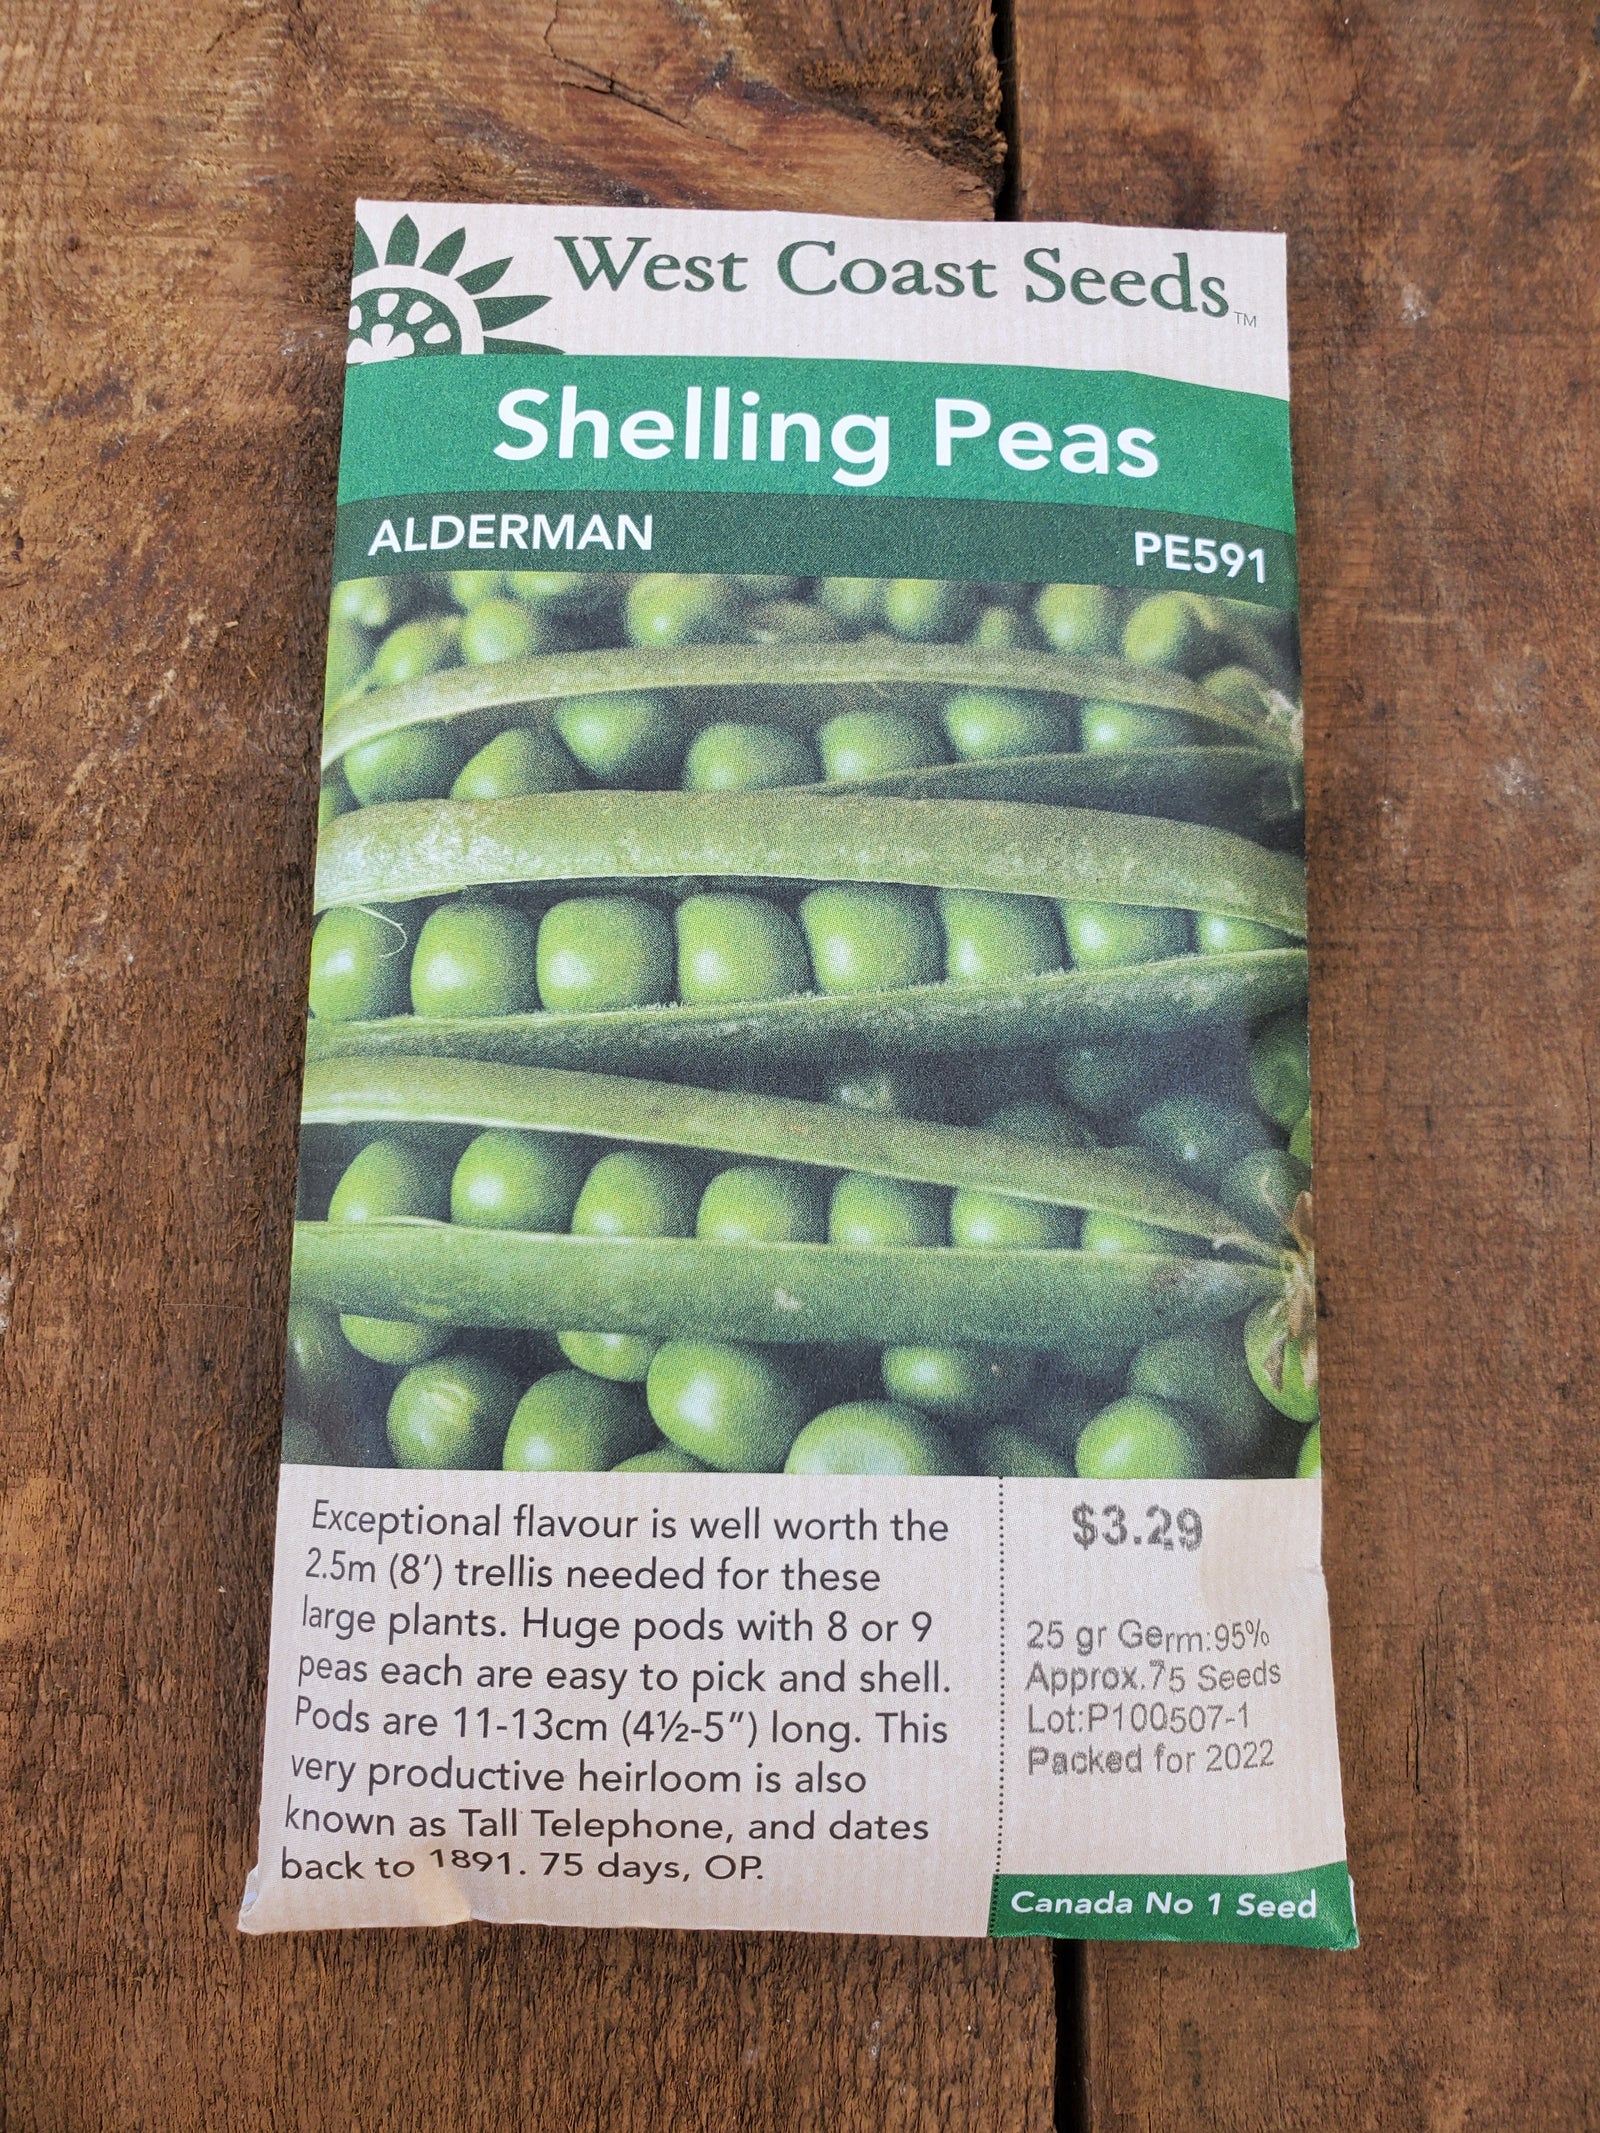 West Coast Seeds™
Shelling Peas
ALDERMAN
PE591
Exceptional flavour is well worth the
2.5m (8') trellis needed for these
large plants. Huge pods with 8 or 9
peas each are easy to pick and shell.
Pods are 11-13cm (4½-5") long. This
very productive heirloom is also
known as Tall Telephone, and dates
back to 1891. 75 days, OP.
$3.29
25 gr Germ:95%
Approx.75 Seeds
Lot:P100507-1
Packed for 2022
Canada No 1 Seed